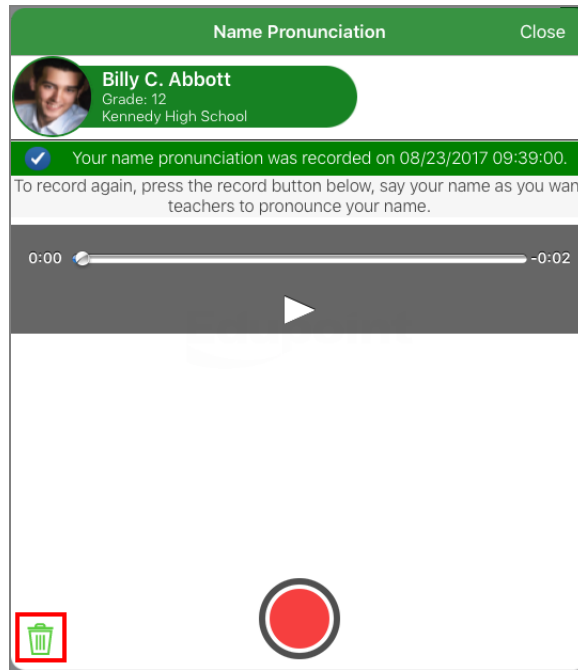 Name Pronunciation Close
Billy C. Abbott
Grade: 12
Kennedy High School
Your name pronunciation was recorded on 08/23/2017 09:39:00.
To record again, press the record button below, say your name as you wan
teachers to pronounce your name.
0:00 -0:02